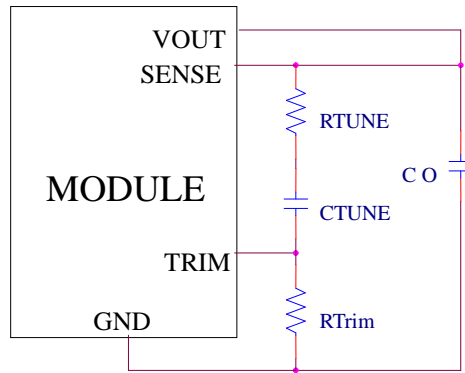 VOUT
SENSE
RTUNE
C O
MODULE
CTUNE
TRIM
RTrim
GND